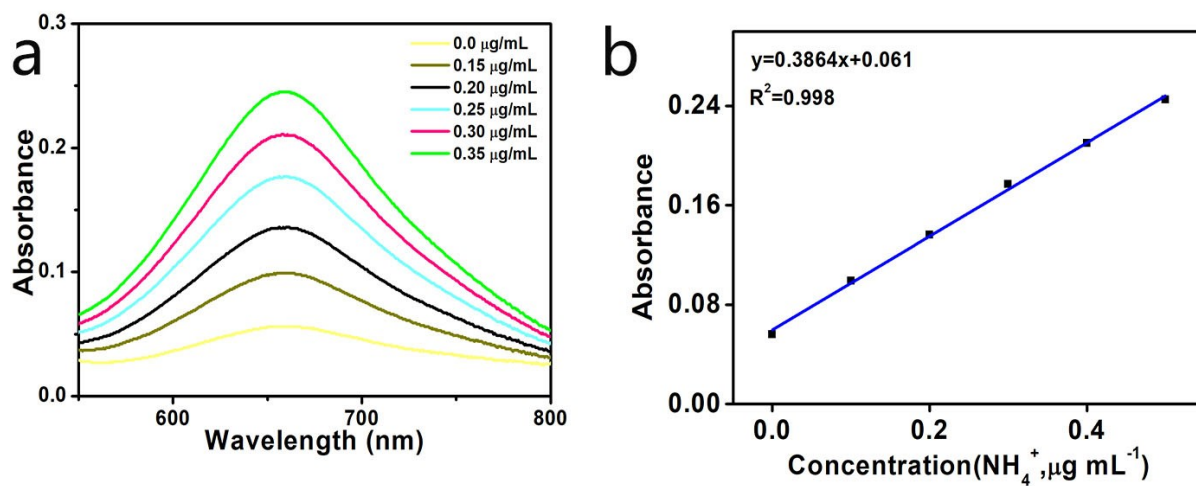 a
0.3
0.2
0.1
0.0
Absorbance
600
700
800
Wavelength (nm)
0.0 μg/mL
0.15 μg/mL
0.20 μg/mL
0.25 μg/mL
0.30 μg/mL
0.35 μg/mL
b
y=0.3864x+0.061
R²=0.998
0.24
0.16
0.08
0.00
Absorbance
0.0
0.2
0.4
Concentration(NH₄⁺,μg mL⁻¹)